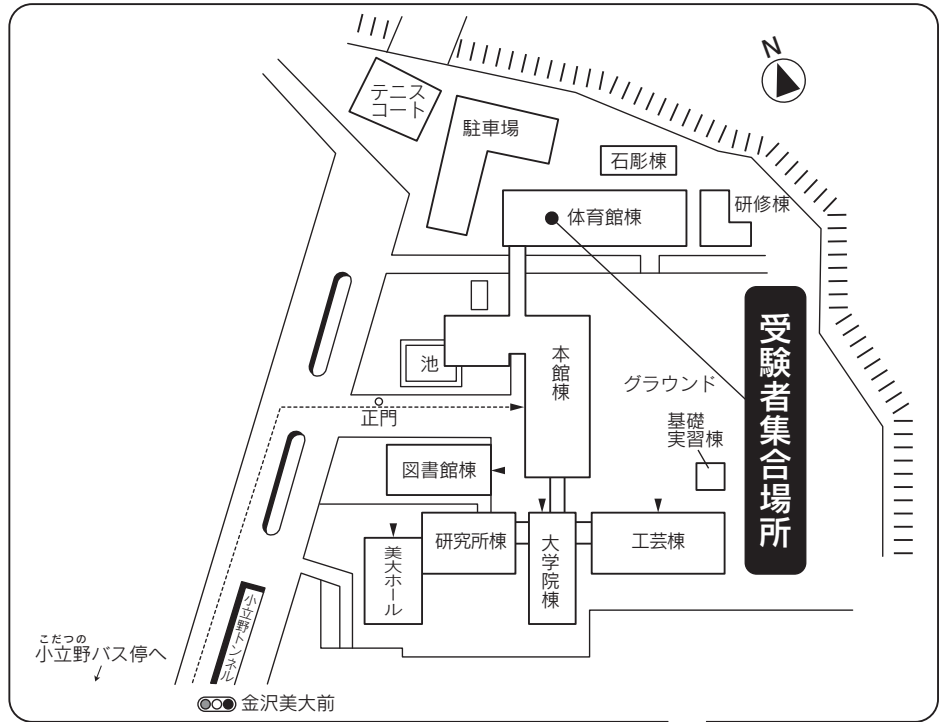 N
テニス
コート
駐車場
石彫棟
体育館棟
研修棟
受験者集合場所
本館棟
池
グラウンド
正門
基礎
実習棟
図書館棟
研究所棟
大学院棟
工芸棟
美大ホール
小立野トンネル
こだつの
小立野バス停へ
金沢美大前